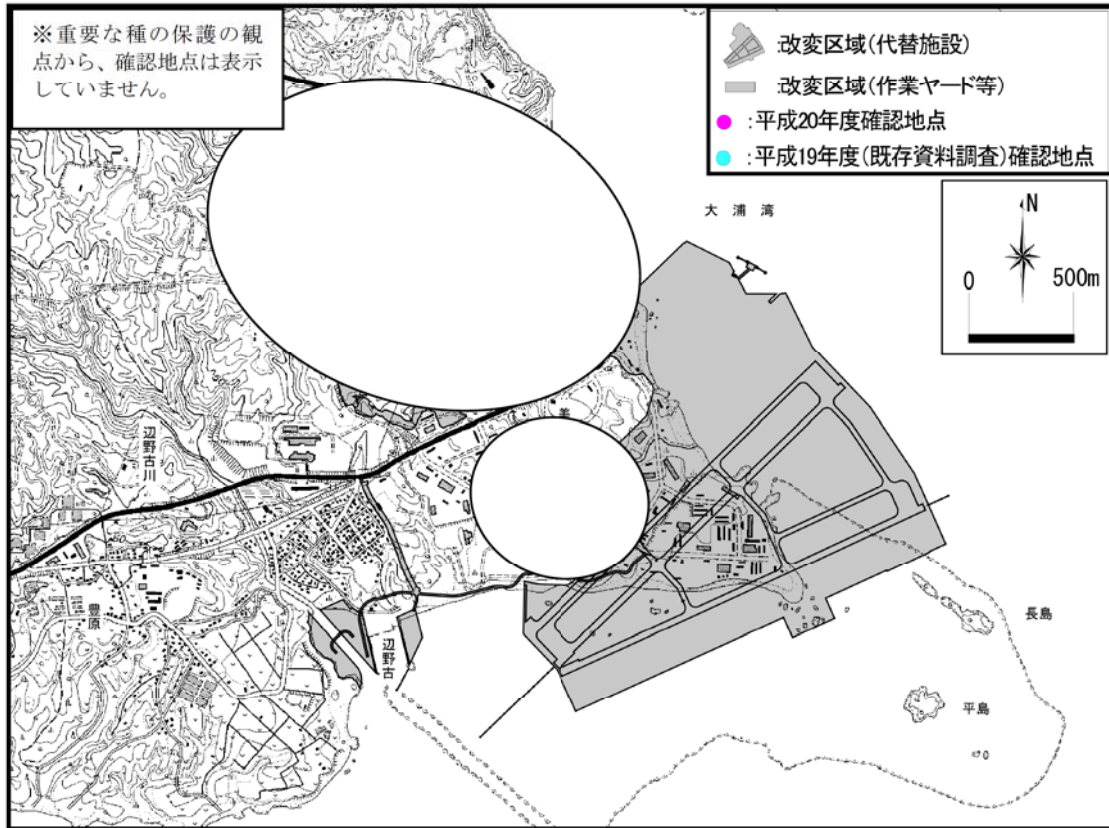 ※重要な種の保護の観
点から、確認地点は表示
していません。
:改変区域(代替施設)
:改変区域(作業ヤード等)
:平成20年度確認地点
:平成19年度(既存資料調査)確認地点
大浦湾
N
0 500m
辺野古川
豊原
辺野古
長島
平島